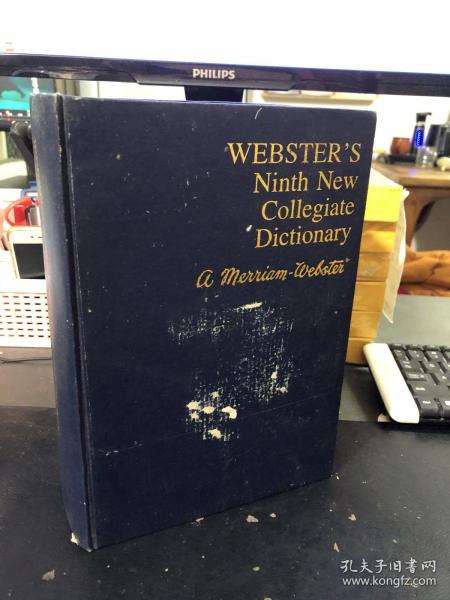 PHILIPS
WEBSTER'S
Ninth New
Collegiate
Dictionary
a Merriam-Webster®
孔夫子旧书网
www.kongfz.com